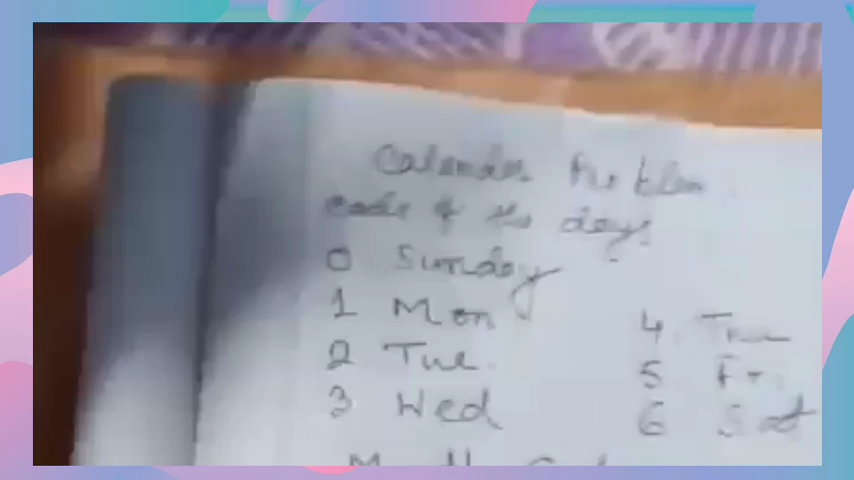 Calender Problem
code of the days
0 Sunday
1 Mon
2 Tue
3 Wed
4 Thu
5 Fri
6 Sat